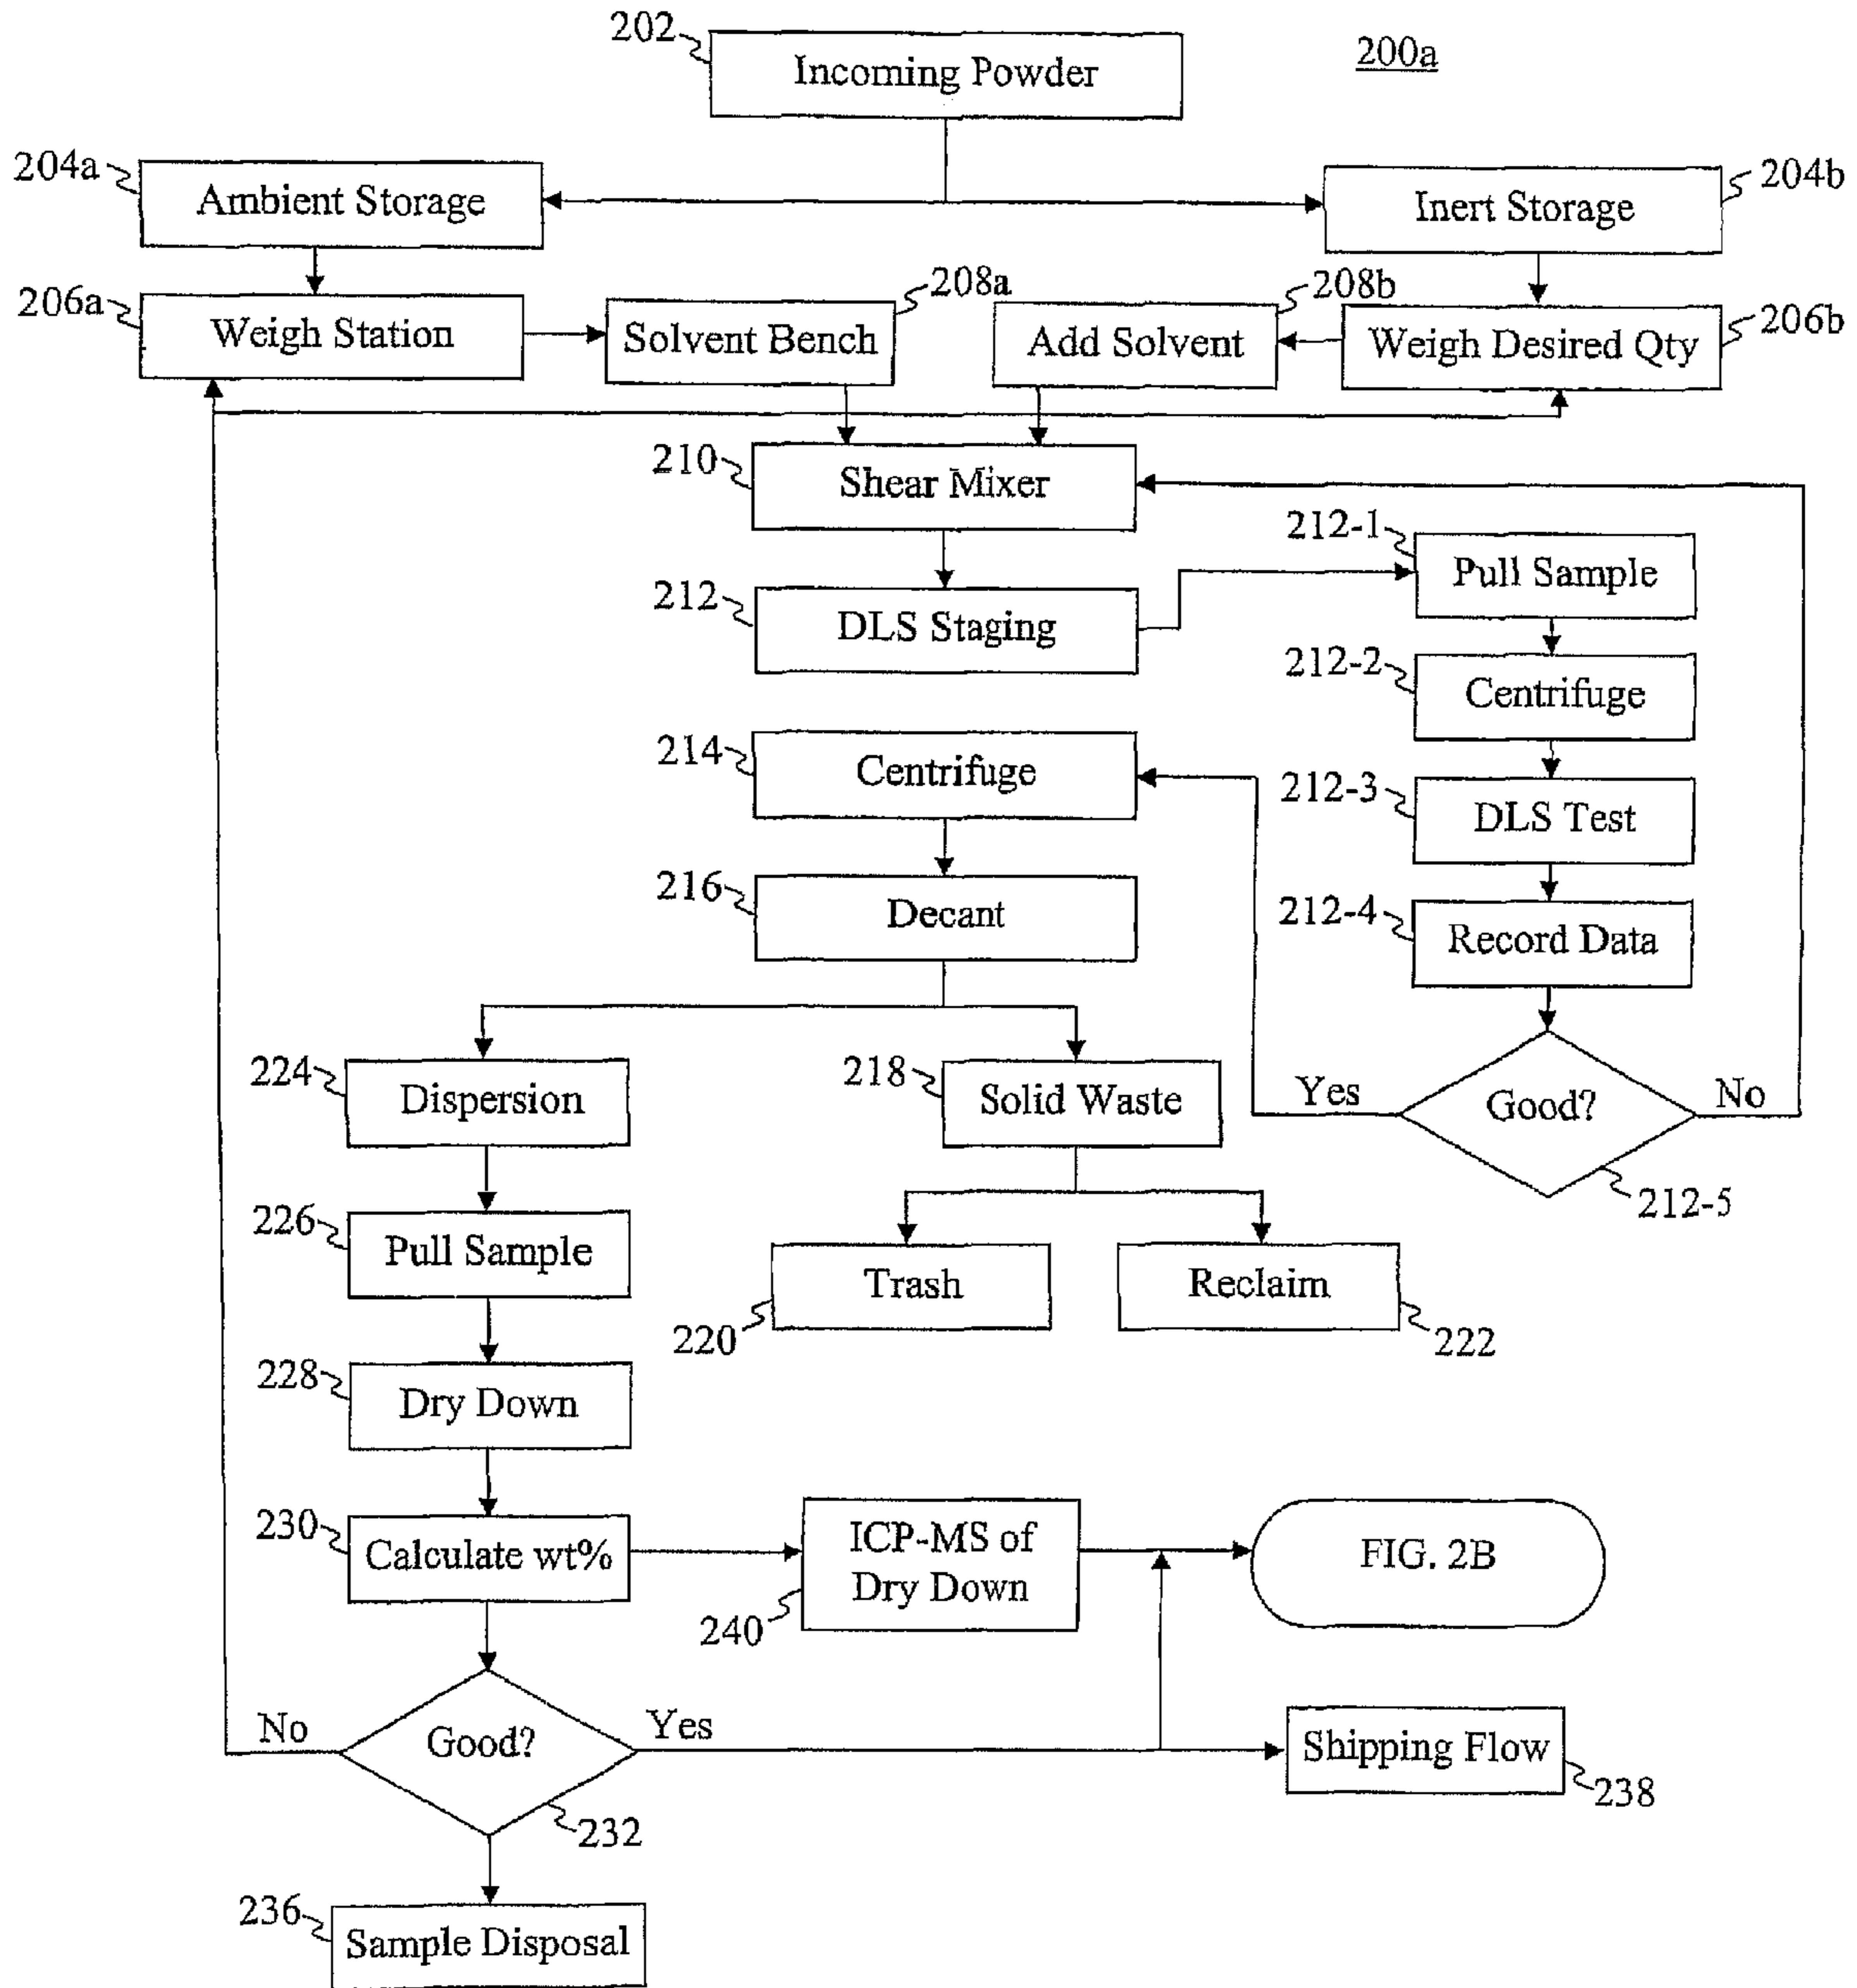 202
Incoming Powder
200a
204a
Ambient Storage
Inert Storage
204b
206a
Weigh Station
Solvent Bench
208a
Add Solvent
208b
Weigh Desired Qty
206b
210
Shear Mixer
212
DLS Staging
212-1
Pull Sample
212-2
Centrifuge
212-3
DLS Test
212-4
Record Data
Yes
Good?
No
212-5
214
Centrifuge
216
Decant
224
Dispersion
218
Solid Waste
226
Pull Sample
Trash
220
Reclaim
222
228
Dry Down
230
Calculate wt%
ICP-MS of
Dry Down
240
FIG. 2B
No
Good?
Yes
232
Shipping Flow
238
236
Sample Disposal